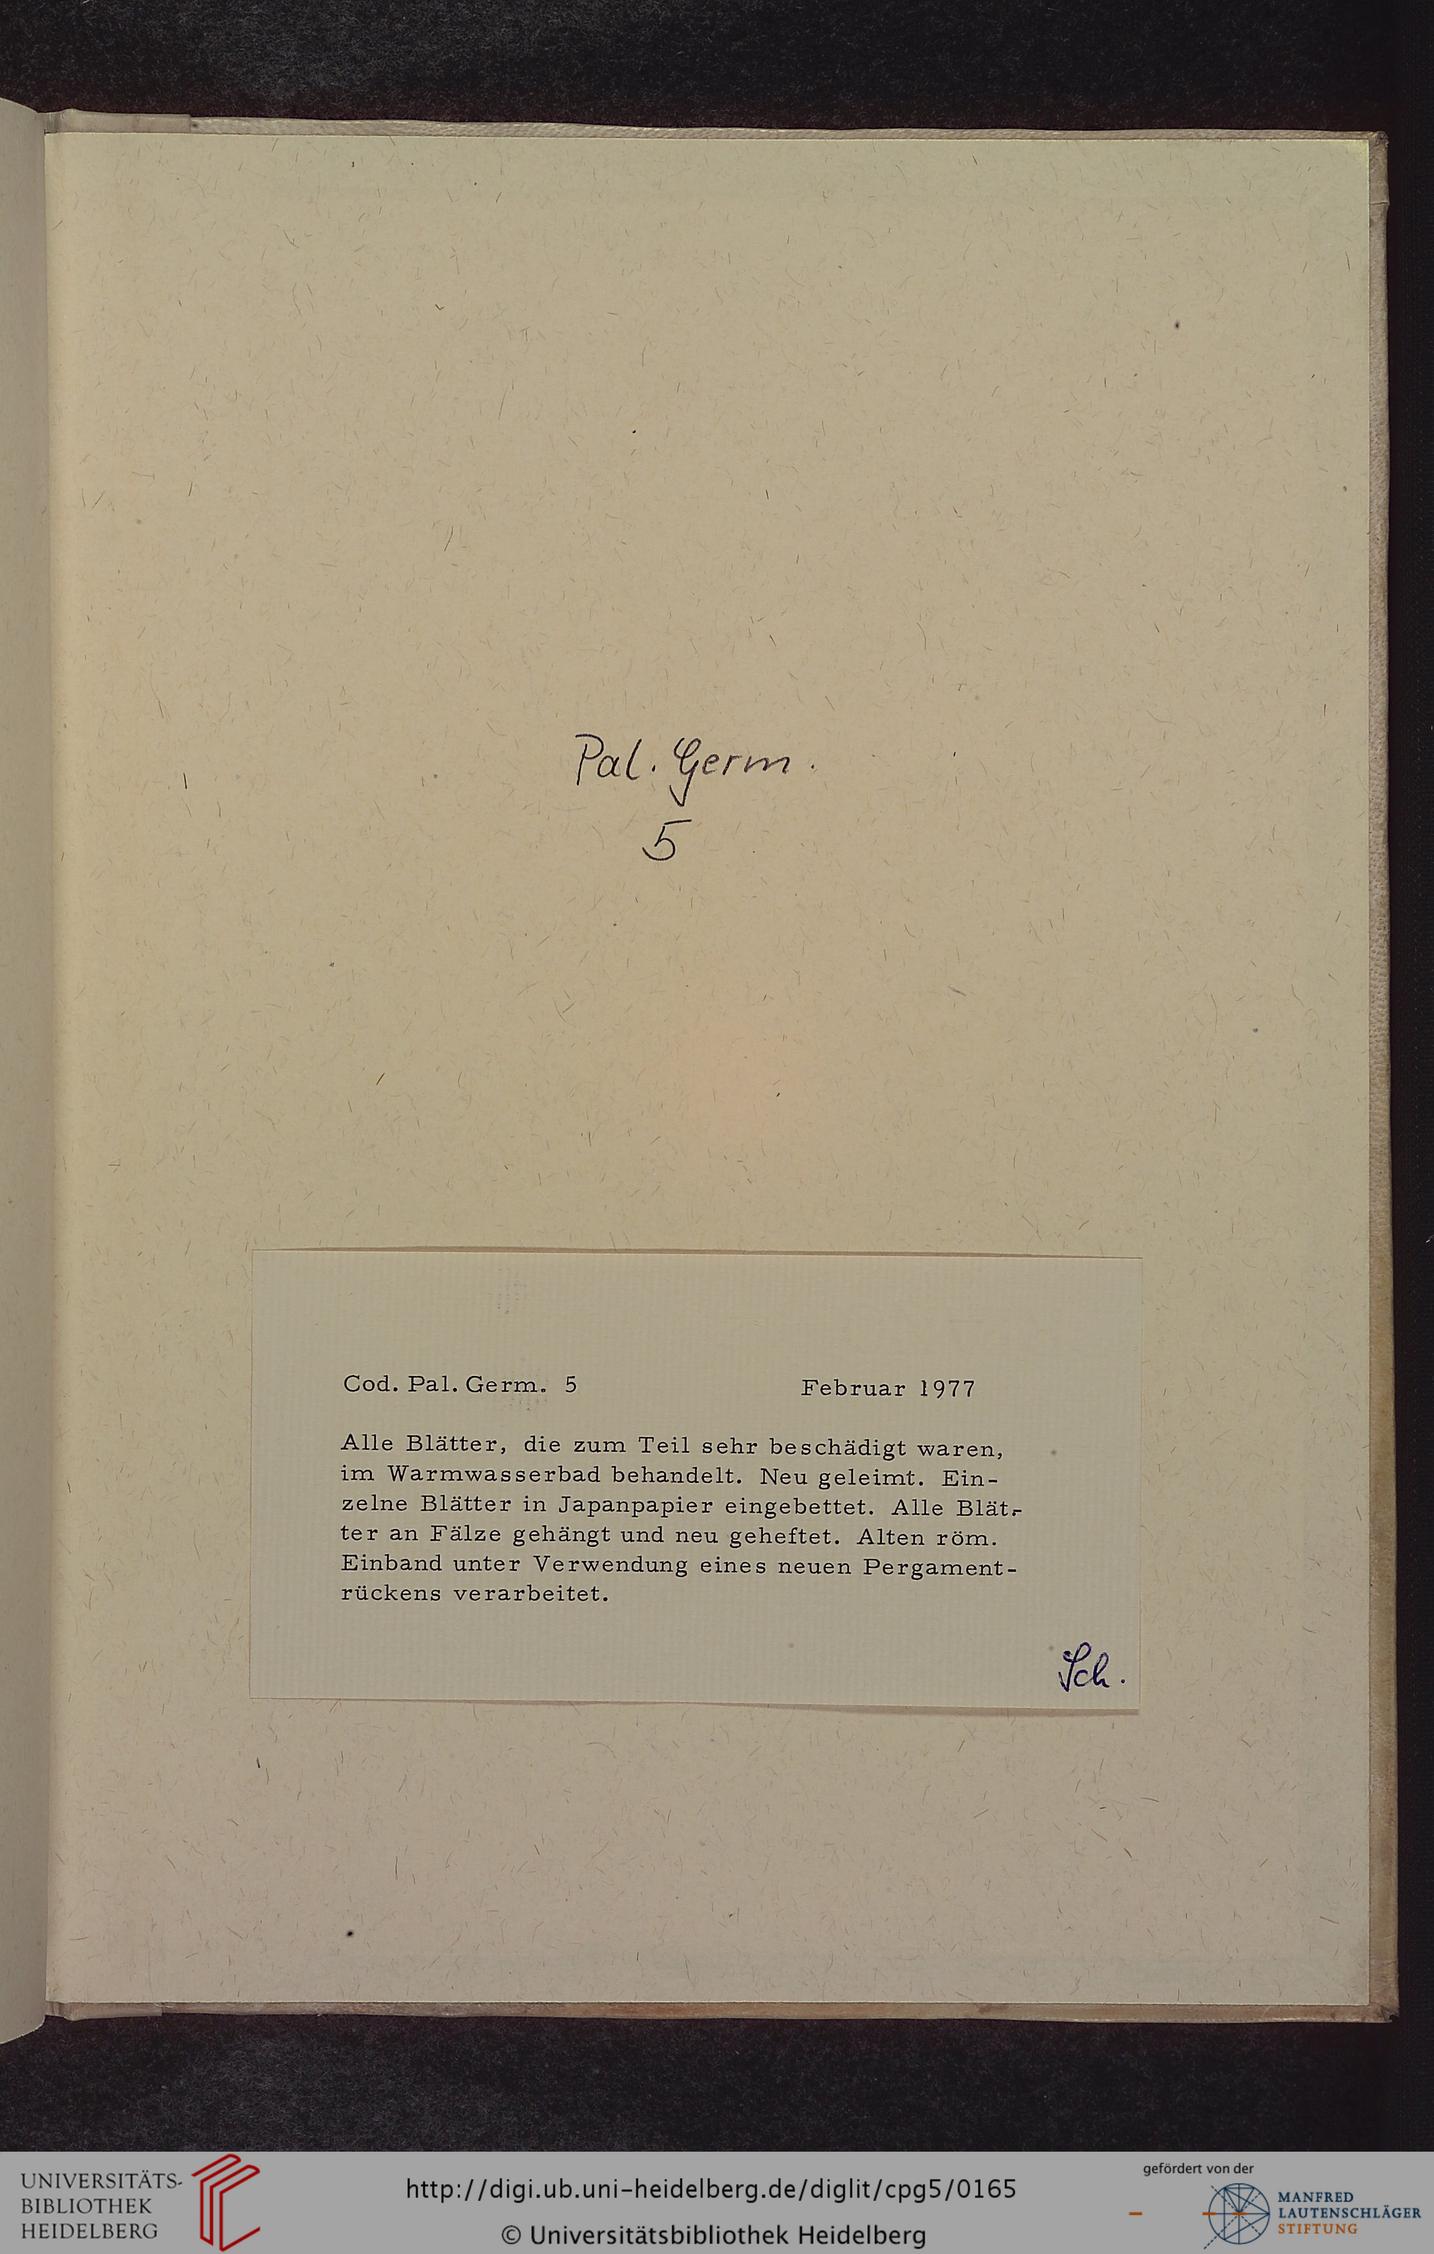 Pal. Germ.
5
Cod. Pal. Germ. 5 Februar 1977
Alle Blätter, die zum Teil sehr beschädigt waren,
im Warmwasserbad behandelt. Neu geleimt. Ein-
zelne Blätter in Japanpapier eingebettet. Alle Blät-
ter an Fälze gehängt und neu geheftet. Alten röm.
Einband unter Verwendung eines neuen Pergament-
rückens verarbeitet.
Sch.
UNIVERSITÄTS-
BIBLIOTHEK
HEIDELBERG
http://digi.ub.uni-heidelberg.de/diglit/cpg5/0165
© Universitätsbibliothek Heidelberg
gefördert von der
MANFRED
LAUTENSCHLÄGER
STIFTUNG